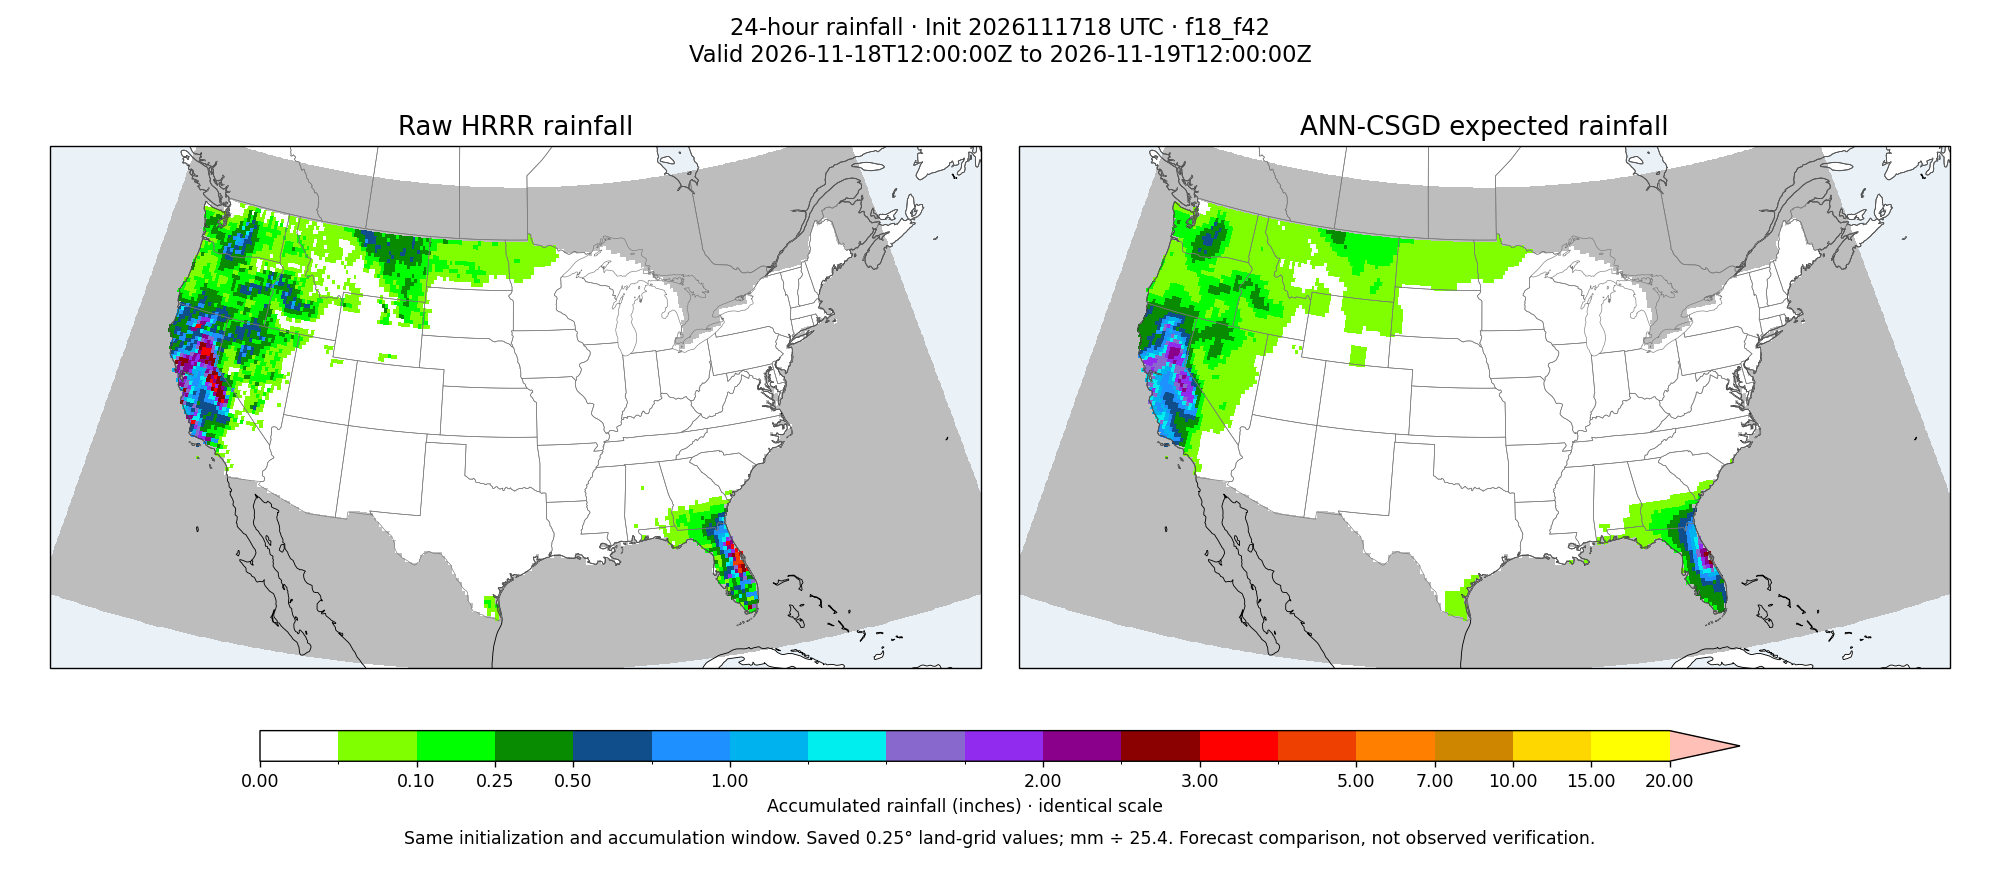 24-hour rainfall · Init 2026111718 UTC · f18_f42
Valid 2026-11-18T12:00:00Z to 2026-11-19T12:00:00Z
Raw HRRR rainfall
ANN-CSGD expected rainfall
0.00 0.10 0.25 0.50 1.00 2.00 3.00 5.00 7.00 10.00 15.00 20.00
Accumulated rainfall (inches) · identical scale
Same initialization and accumulation window. Saved 0.25° land-grid values; mm ÷ 25.4. Forecast comparison, not observed verification.